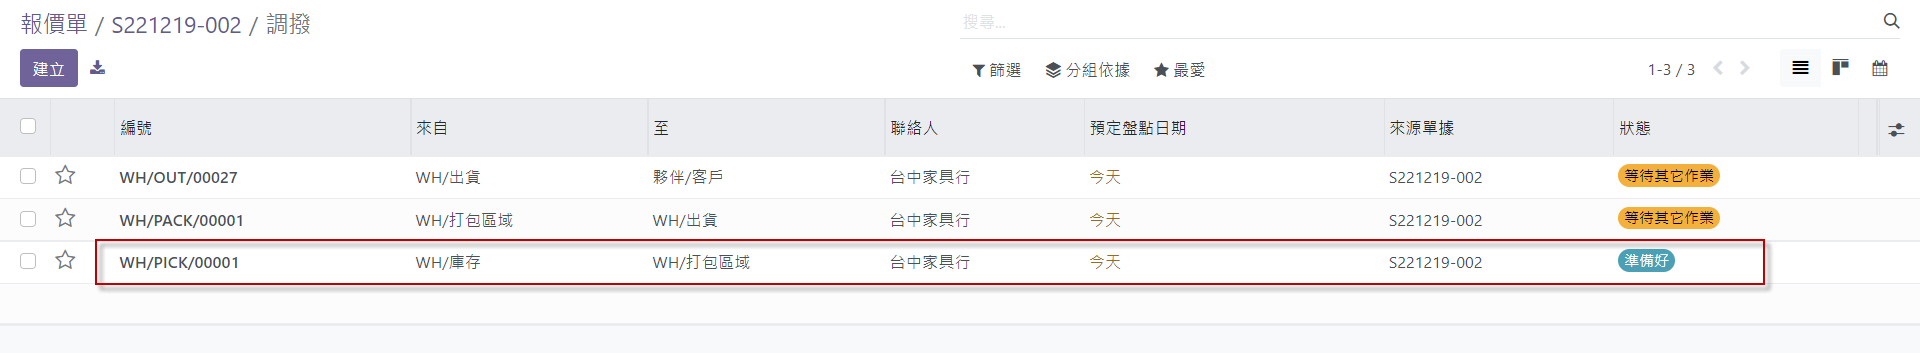 報價單 / S221219-002 / 調撥
搜尋...
建立
篩選 分組依據 最愛
1-3 / 3
編號 來自 至 聯絡人 預定盤點日期 來源單據 狀態
WH/OUT/00027 WH/出貨 夥伴/客戶 台中家具行 今天 S221219-002 等待其它作業
WH/PACK/00001 WH/打包區域 WH/出貨 台中家具行 今天 S221219-002 等待其它作業
WH/PICK/00001 WH/庫存 WH/打包區域 台中家具行 今天 S221219-002 準備好